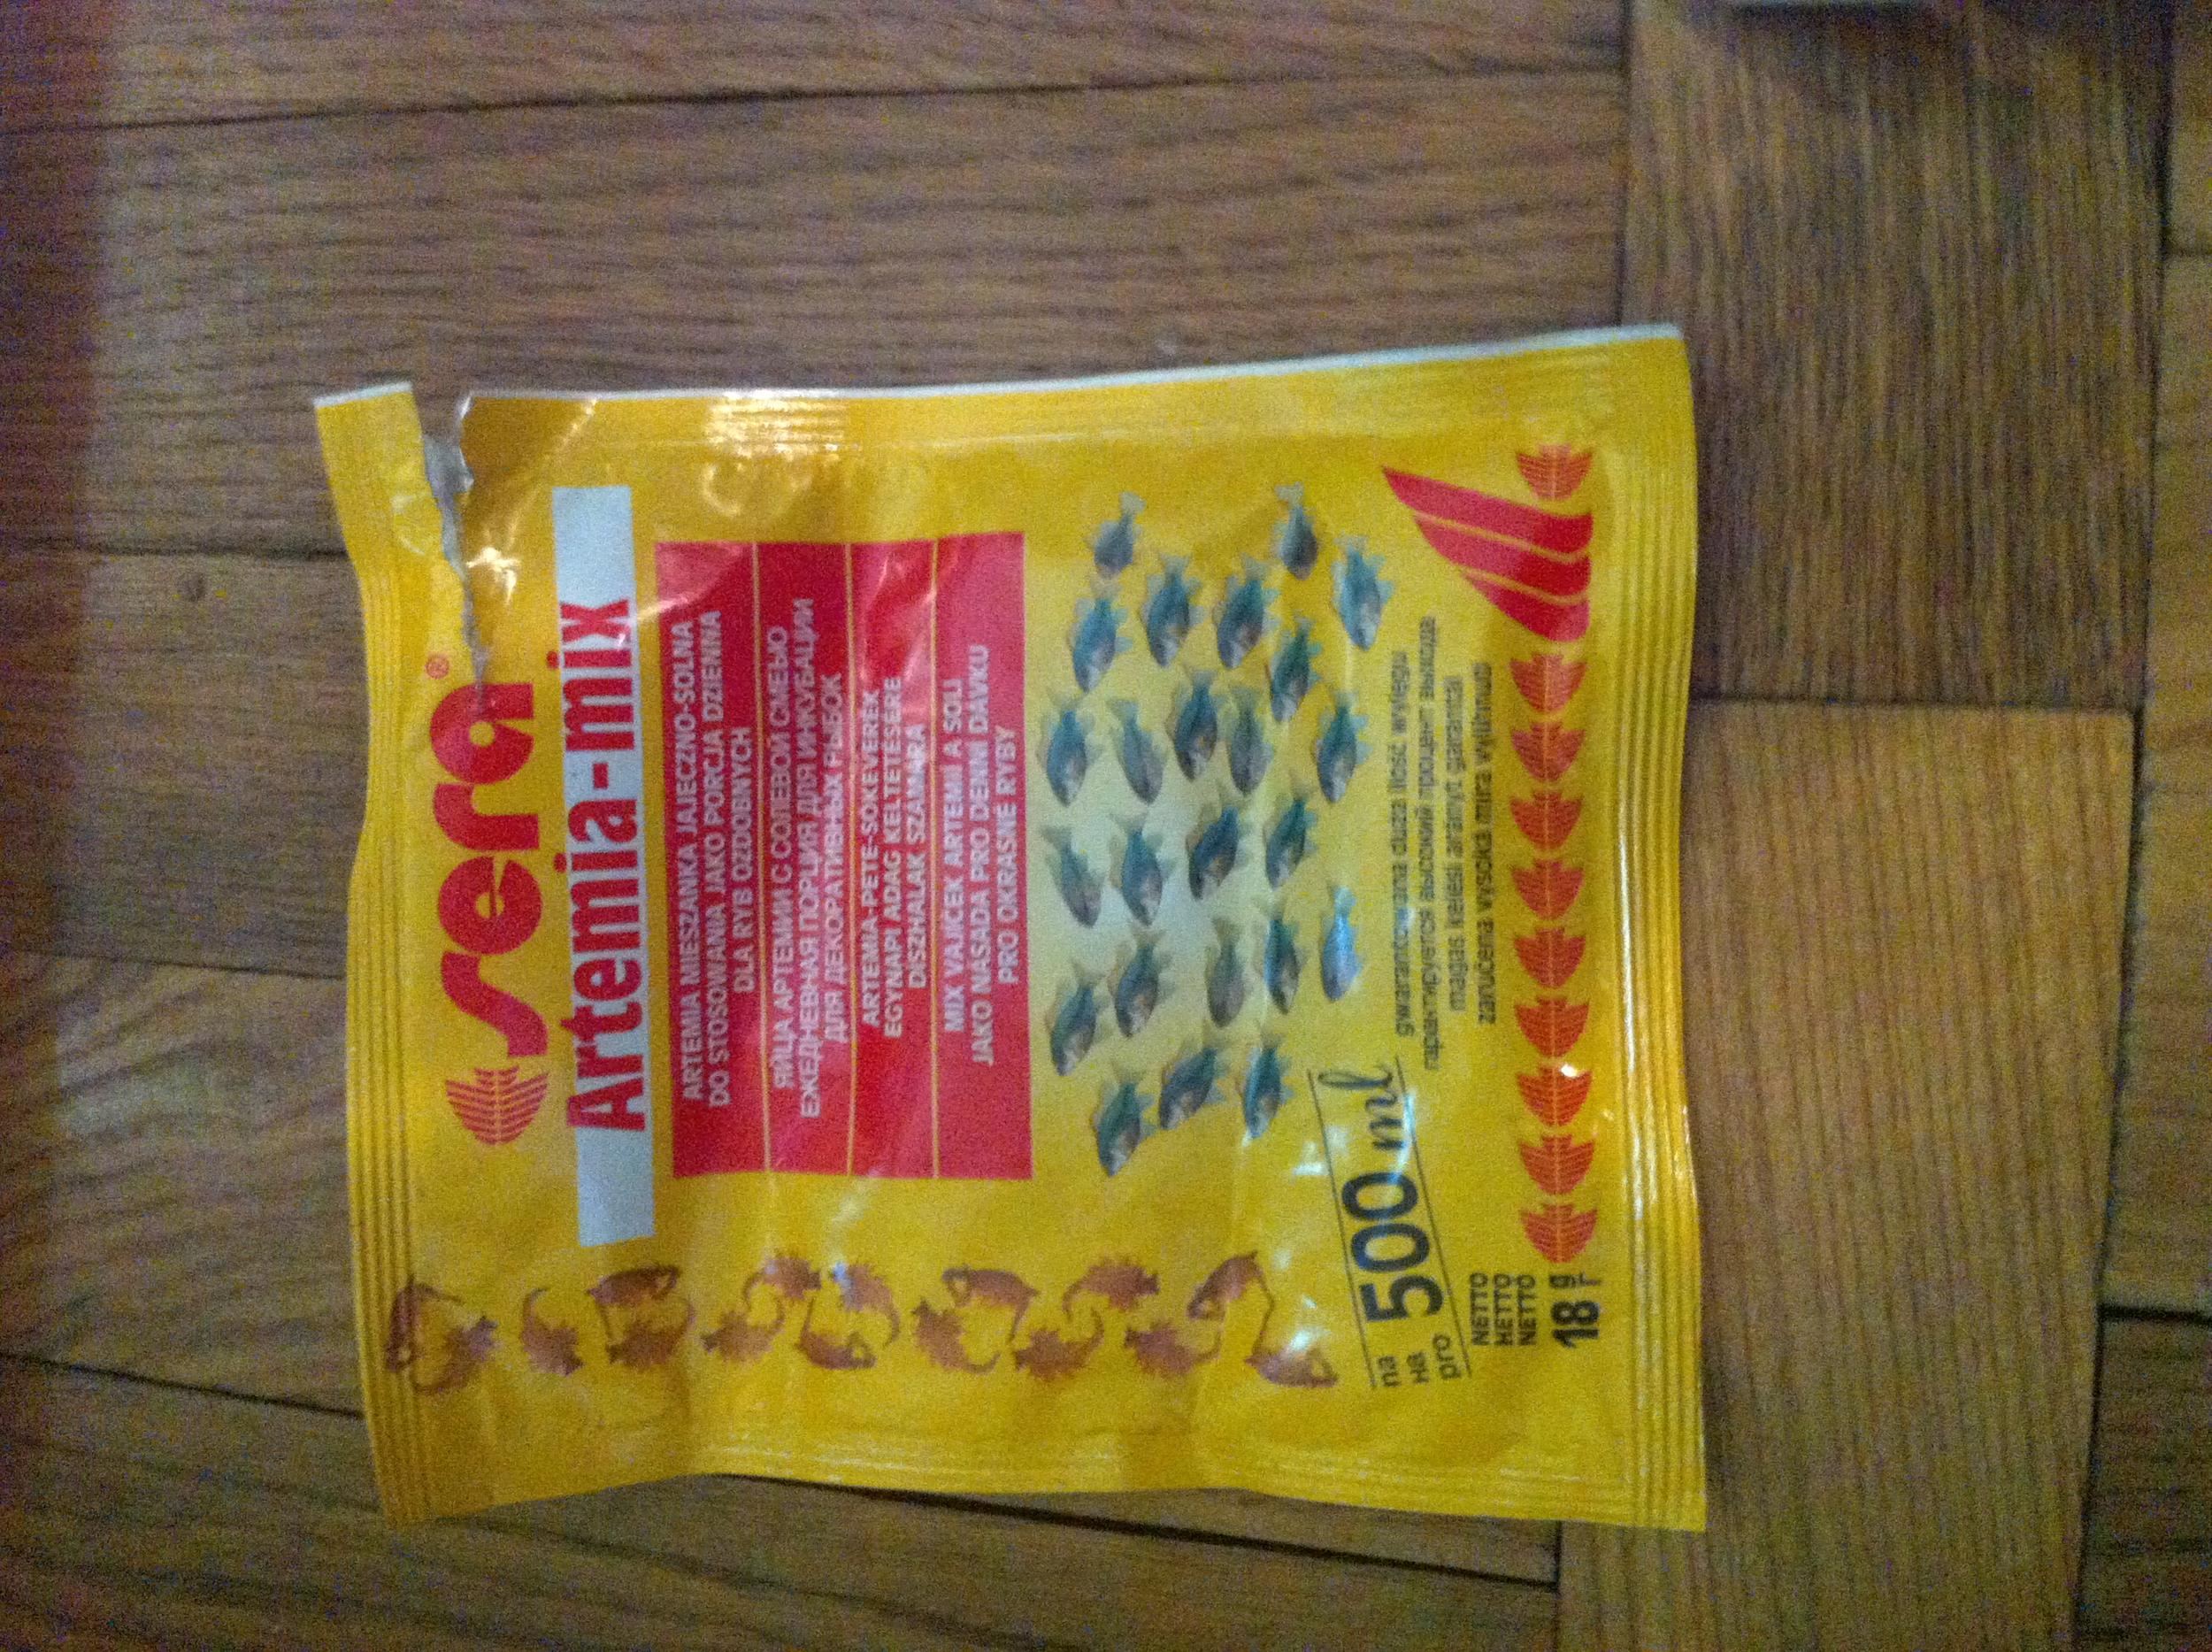 sera®
Artemia-mix
ARTEMIA MIESZANKA JAJECZNO-SOLNA
DO STOSOWANIA JAKO PORCJA DZIENNA
DLA RYB OZDOBNYCH
ЯЙЦА АРТЕМИИ С СОЛЕВОЙ СМЕЬЮ
ЕЖЕДНЕВНАЯ ПОРЦИЯ ДЛЯ ИНКУБАЦИИ
ДЛЯ ДЕКОРАТИВНЫХ РЫБОК
ARTEMIA-PETE-SÓKEVERÉK
EGYNAPI ADAG KELTETÉSÉRE
DÍSZHALAK SZÁMÁRA
MIX VAJÍČEK ARTEMIÍ A SOLI
JAKO NÁSADA PRO DENNÍ DÁVKU
PRO OKRASNÉ RYBY
na
на
pro
500 ml
gwarantowana duża ilość wylęgu
гарантируется высокий процент выхода
magas kelési arányt garantál
zaručena vysoká míra vylíhnutí
NETTO
НЕТТО
NETTO
18 g
г